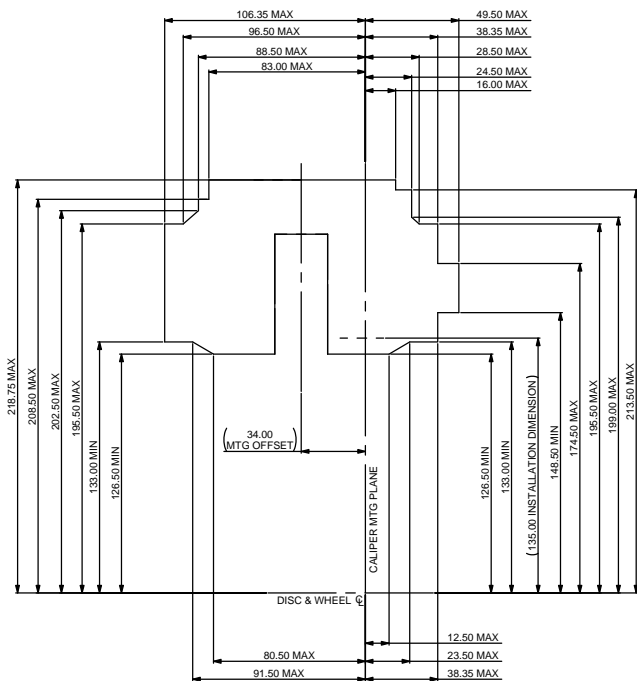 106.35 MAX
49.50 MAX
96.50 MAX
38.35 MAX
88.50 MAX
28.50 MAX
83.00 MAX
24.50 MAX
16.00 MAX
218.75 MAX
208.50 MAX
202.50 MAX
195.50 MAX
133.00 MIN
126.50 MIN
(34.00
MTG OFFSET)
CALIPER MTG PLANE
126.50 MIN
133.00 MIN
(135.00 INSTALLATION DIMENSION)
148.50 MIN
174.50 MAX
195.50 MAX
199.00 MAX
213.50 MAX
DISC & WHEEL ℄
12.50 MAX
80.50 MAX
23.50 MAX
91.50 MAX
38.35 MAX